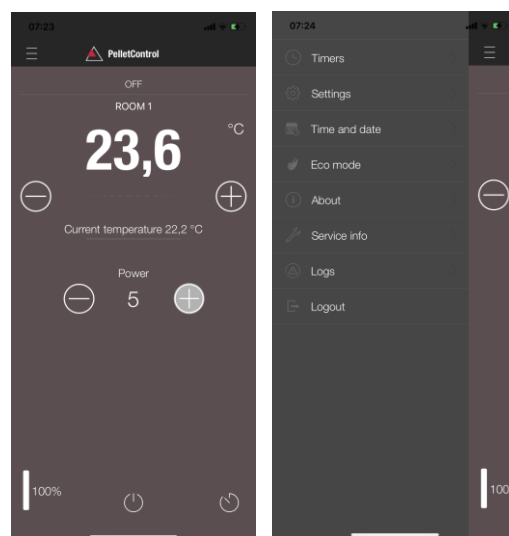 07:23
PelletControl
OFF
ROOM 1
23,6 °C
Current temperature 22,2 °C
Power
5
100%
07:24
Timers
Settings
Time and date
Eco mode
About
Service info
Logs
Logout
100